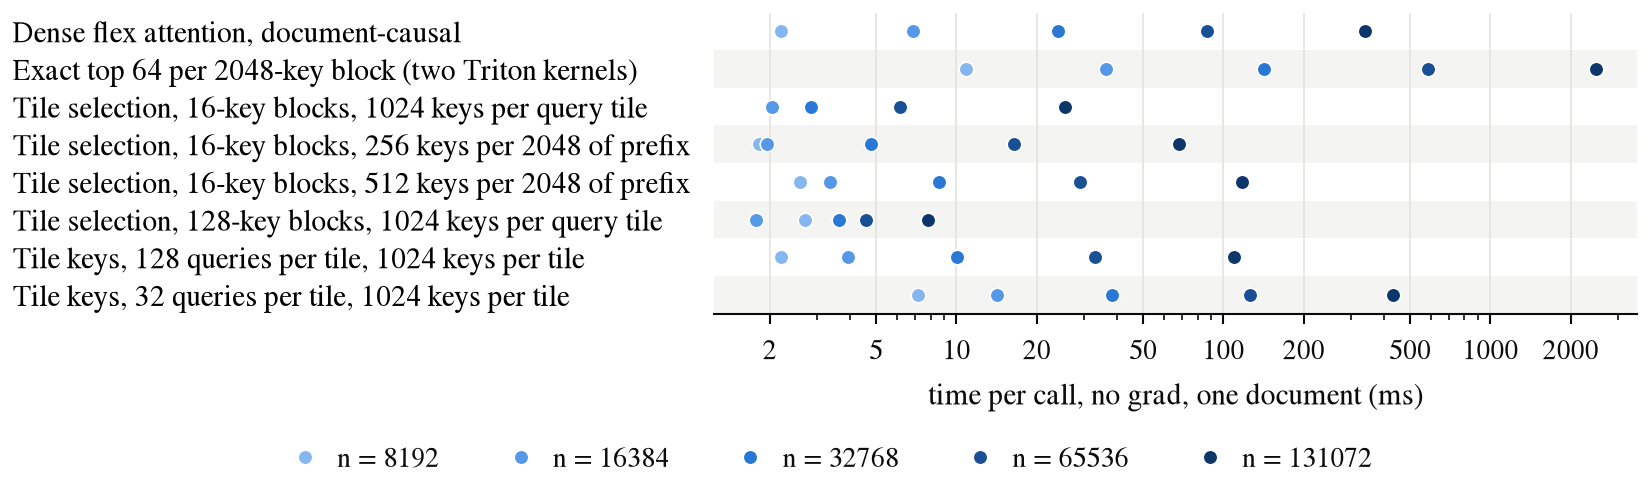 Dense flex attention, document-causal
Exact top 64 per 2048-key block (two Triton kernels)
Tile selection, 16-key blocks, 1024 keys per query tile
Tile selection, 16-key blocks, 256 keys per 2048 of prefix
Tile selection, 16-key blocks, 512 keys per 2048 of prefix
Tile selection, 128-key blocks, 1024 keys per query tile
Tile keys, 128 queries per tile, 1024 keys per tile
Tile keys, 32 queries per tile, 1024 keys per tile
2 5 10 20 50 100 200 500 1000 2000
time per call, no grad, one document (ms)
n = 8192 n = 16384 n = 32768 n = 65536 n = 131072